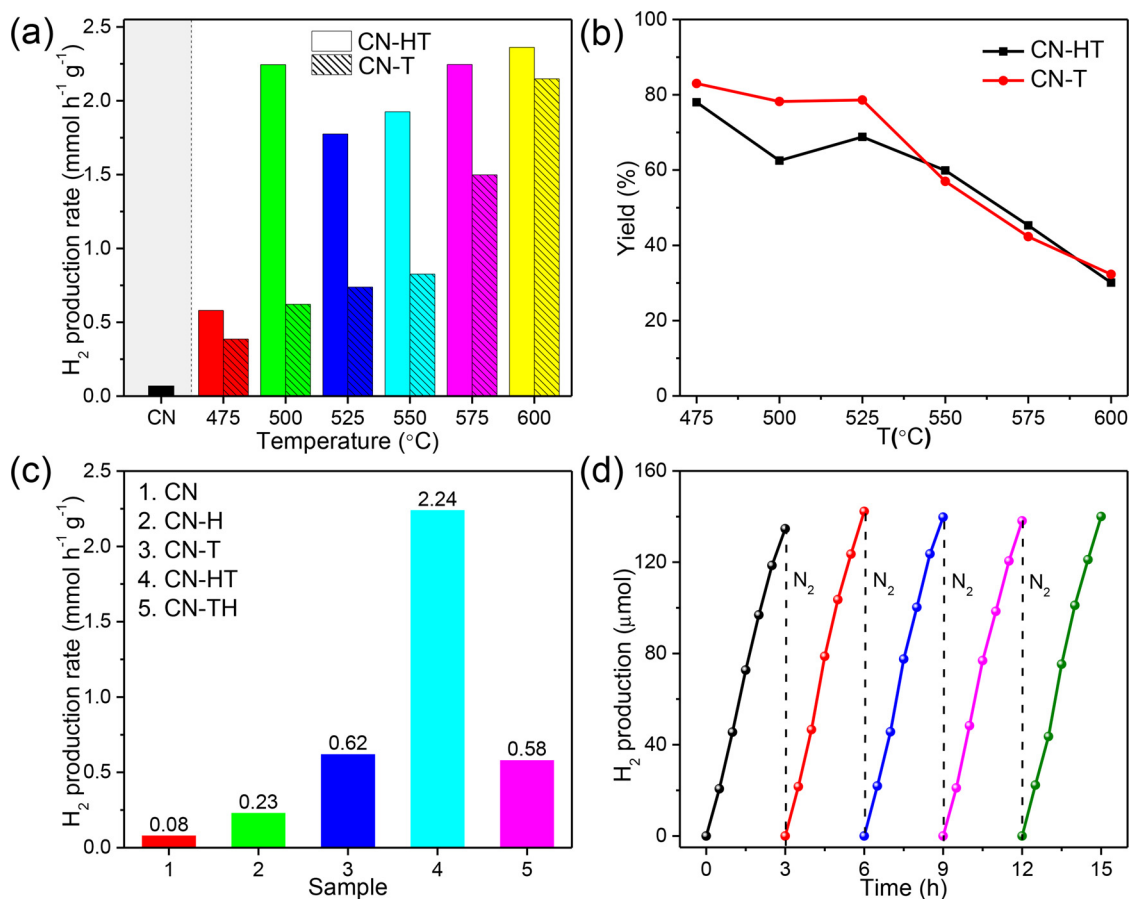 (a)
H₂ production rate (mmol h⁻¹ g⁻¹)
2.5
2.0
1.5
1.0
0.5
0.0
CN-HT
CN-T
CN 475 500 525 550 575 600
Temperature (°C)
(b)
Yield (%)
100
80
60
40
20
0
CN-HT
CN-T
475 500 525 550 575 600
T(°C)
(c)
H₂ production rate (mmol h⁻¹ g⁻¹)
2.5
2.0
1.5
1.0
0.5
0.0
1. CN
2. CN-H
3. CN-T
4. CN-HT
5. CN-TH
0.08
0.23
0.62
2.24
0.58
1 2 3 4 5
Sample
(d)
H₂ production (μmol)
160
120
80
40
0
N₂
N₂
N₂
N₂
0 3 6 9 12 15
Time (h)